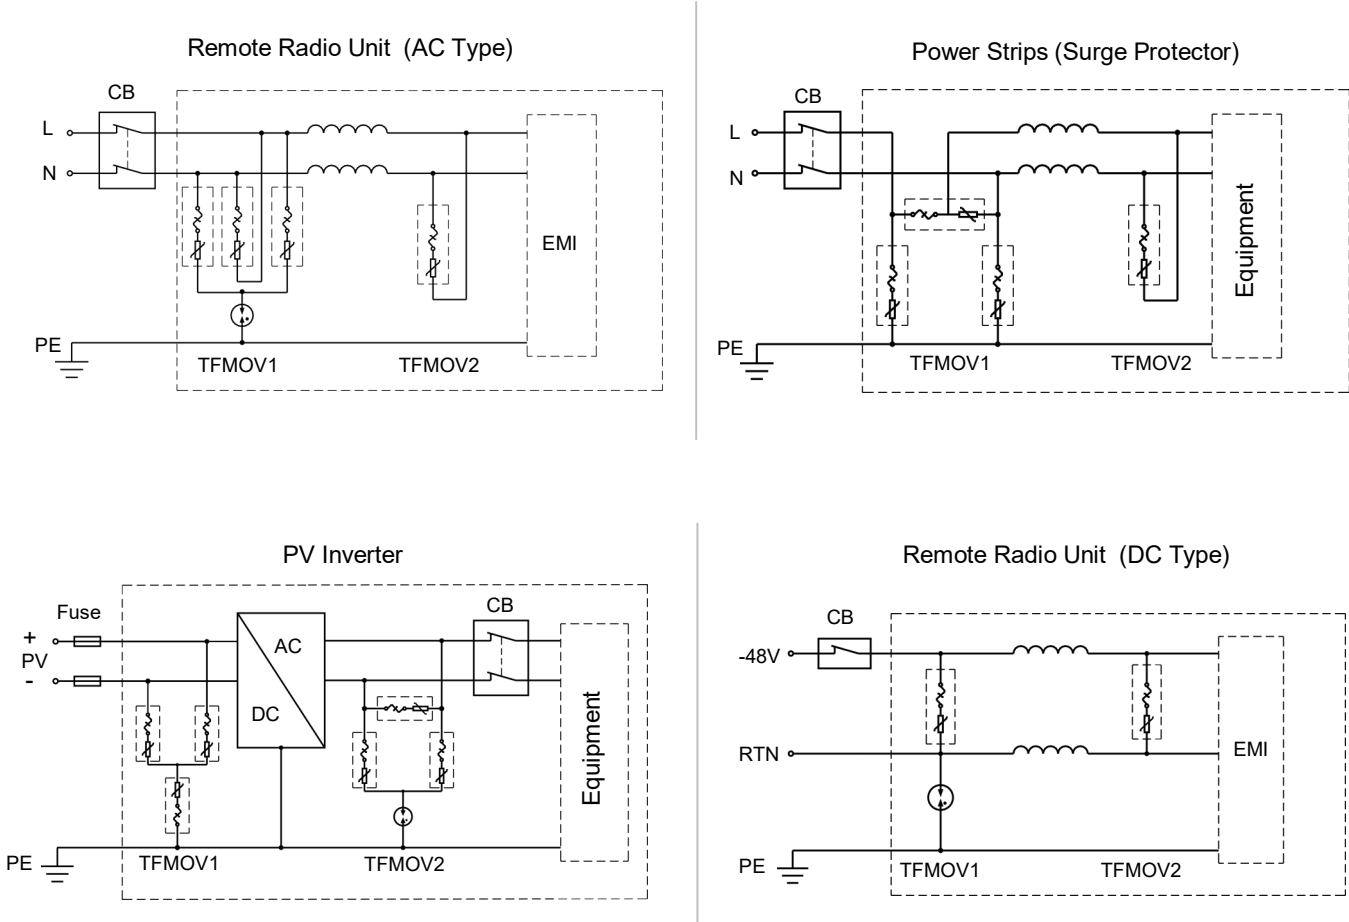 Remote Radio Unit (AC Type)
CB
L
N
EMI
PE
TFMOV1
TFMOV2
Power Strips (Surge Protector)
CB
L
N
Equipment
PE
TFMOV1
TFMOV2
PV Inverter
Fuse
CB
+
PV
-
AC
DC
Equipment
PE
TFMOV1
TFMOV2
Remote Radio Unit (DC Type)
CB
-48V
RTN
EMI
PE
TFMOV1
TFMOV2